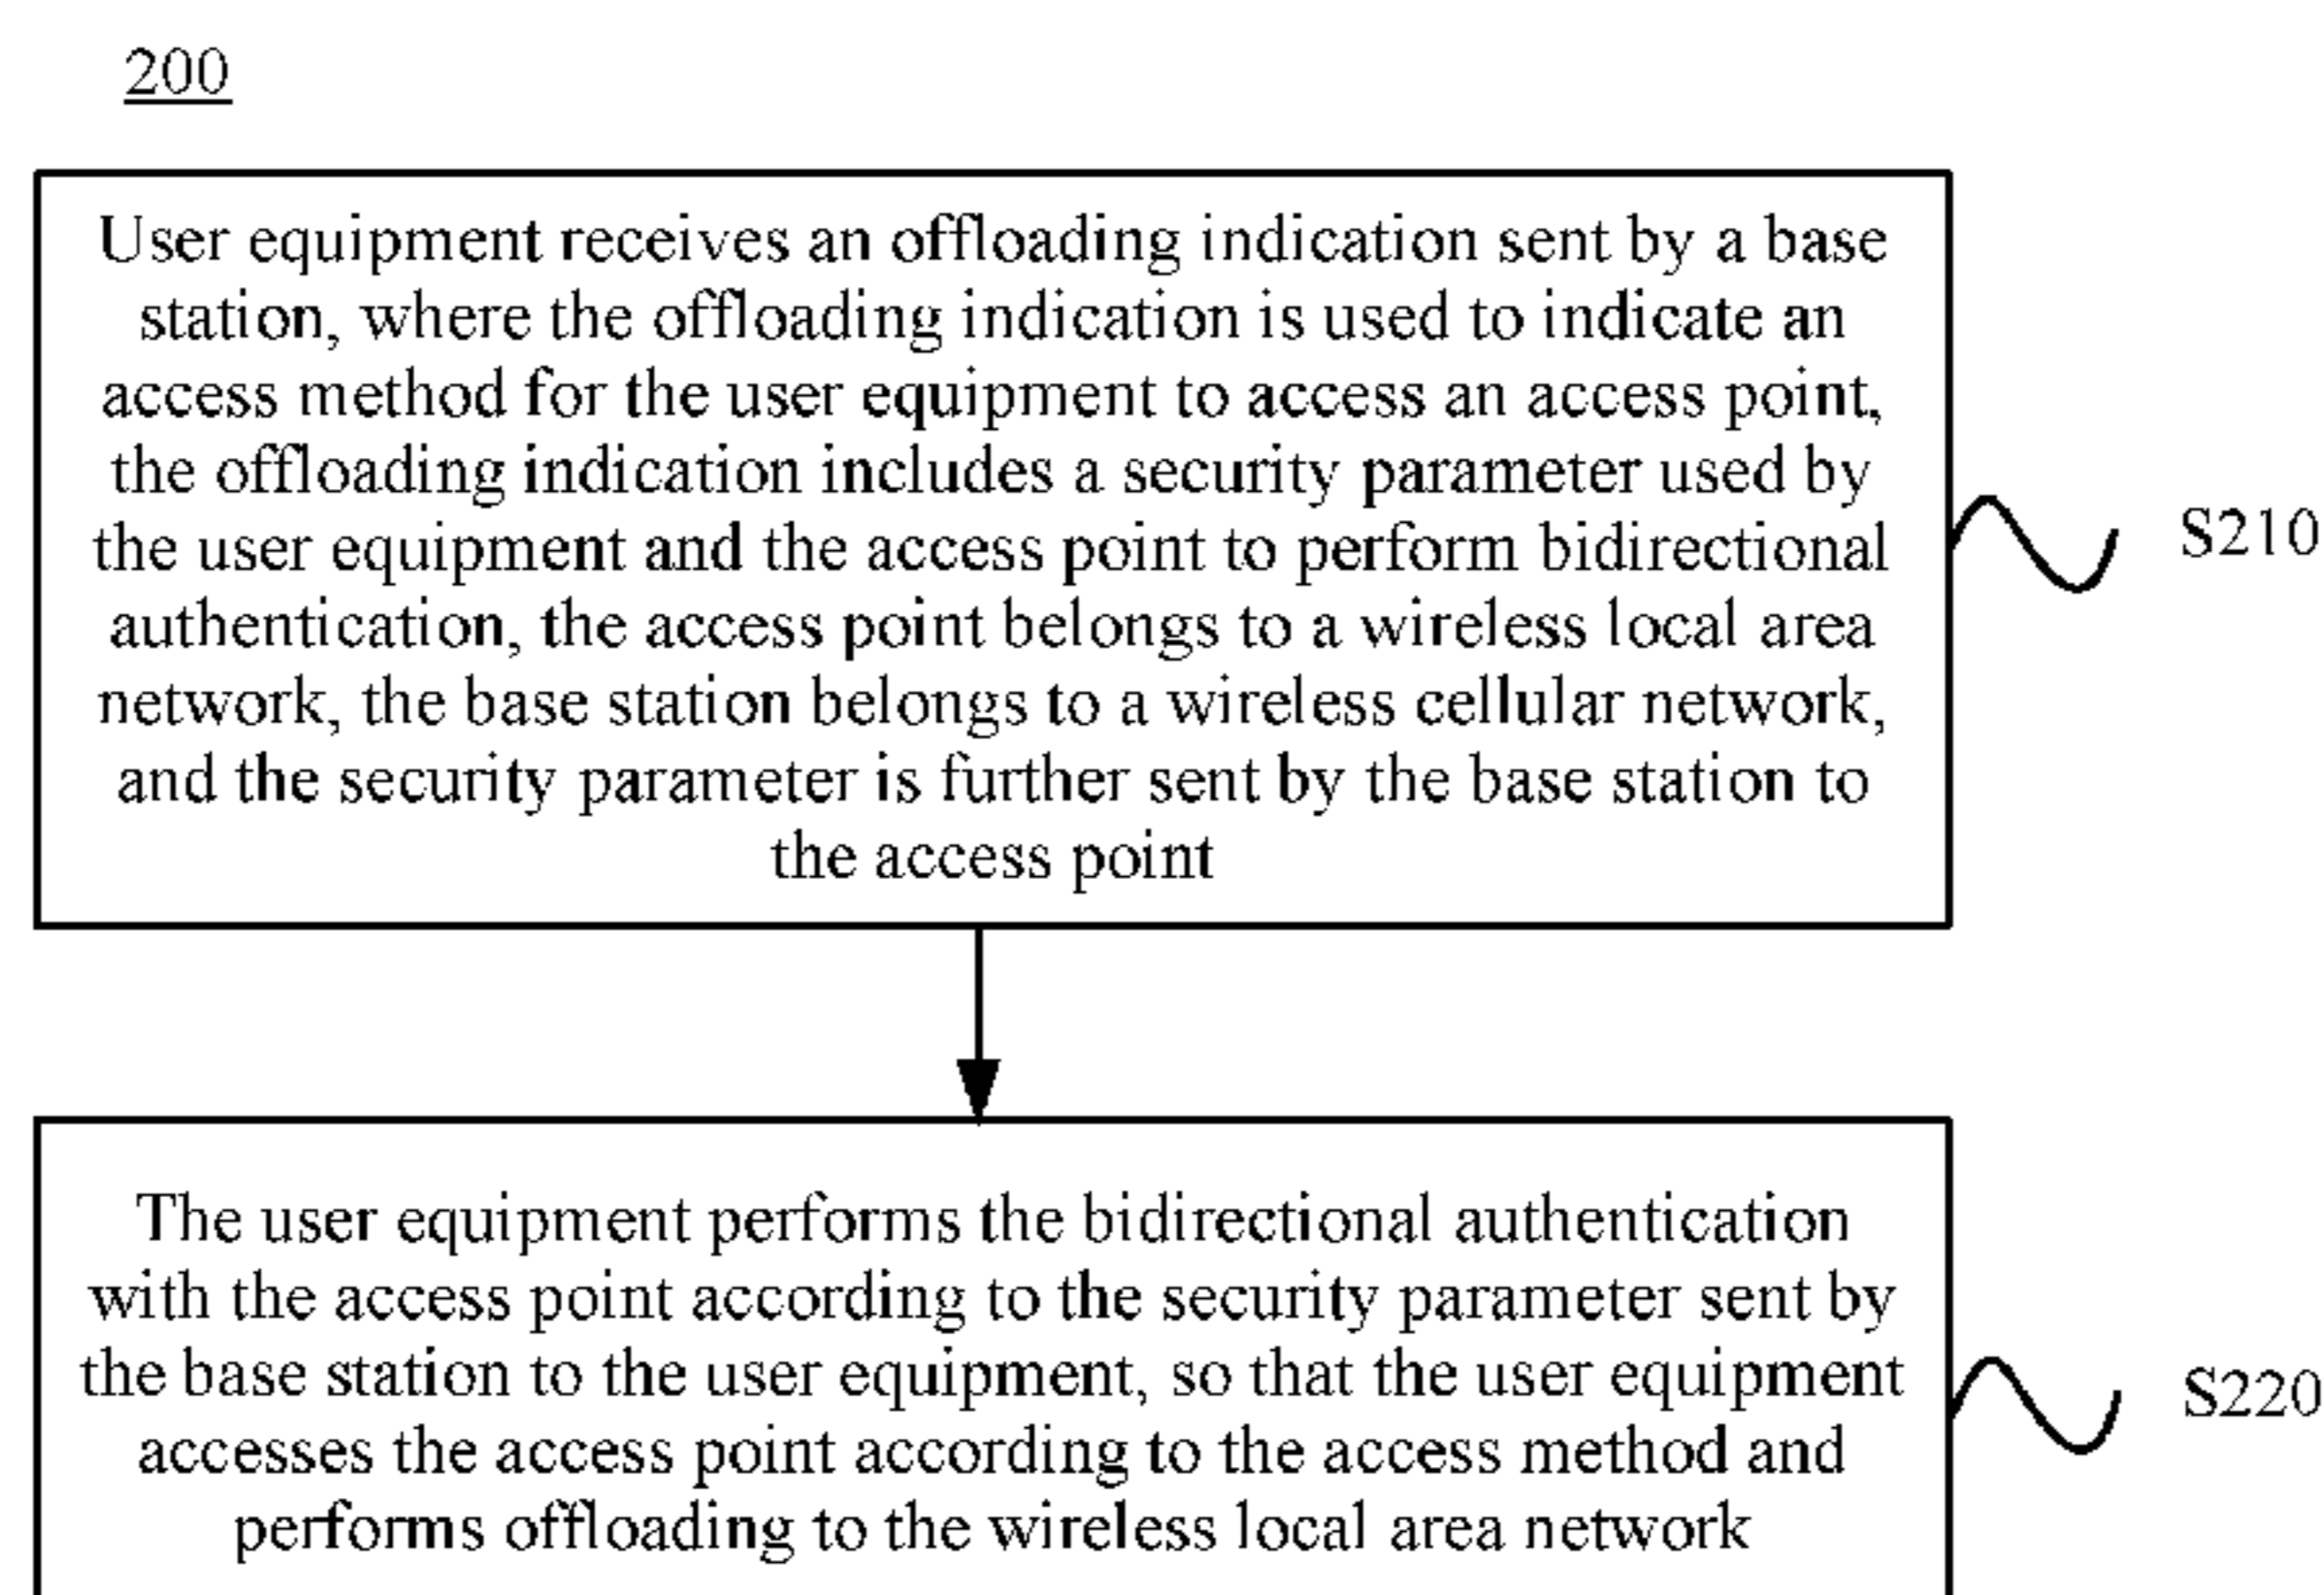 200
User equipment receives an offloading indication sent by a base
station, where the offloading indication is used to indicate an
access method for the user equipment to access an access point,
the offloading indication includes a security parameter used by
the user equipment and the access point to perform bidirectional
authentication, the access point belongs to a wireless local area
network, the base station belongs to a wireless cellular network,
and the security parameter is further sent by the base station to
the access point
S210
The user equipment performs the bidirectional authentication
with the access point according to the security parameter sent by
the base station to the user equipment, so that the user equipment
accesses the access point according to the access method and
performs offloading to the wireless local area network
S220